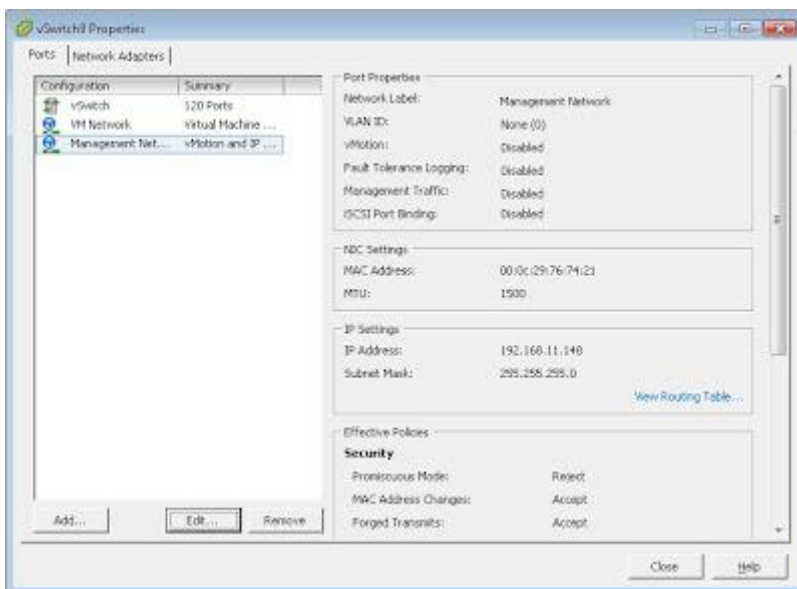 vSwitch3 Properties
Ports Network Adapters
Configuration Summary
vSwitch 120 Ports
VM Network Virtual Machine ...
Management Net... vMotion and IP ...
Add... Edit... Remove
Port Properties
Network Label: Management Network
VLAN ID: None (0)
vMotion: Disabled
Fault Tolerance Logging: Disabled
Management Traffic: Disabled
iSCSI Port Binding: Disabled
NIC Settings
MAC Address: 00:0c:29:76:74:21
MTU: 1500
IP Settings
IP Address: 192.168.11.148
Subnet Mask: 255.255.255.0
View Routing Table...
Effective Policies
Security
Promiscuous Mode: Reject
MAC Address Changes: Accept
Forged Transmits: Accept
Close Help